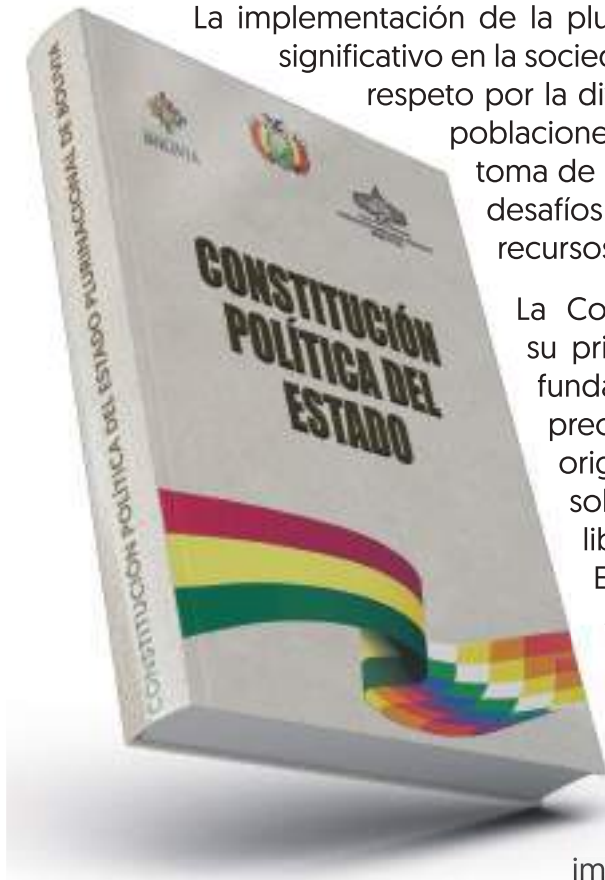 La implementación de la plu
significativo en la socied
respeto por la di
poblacione
toma de
desafíos
recursos
La Co
su pri
funda
prec
orig
sol
lib
E
im
BOLIVIA
CONSTITUCIÓN
POLÍTICA DEL
ESTADO
CONSTITUCIÓN POLÍTICA DEL ESTADO PLURINACIONAL DE BOLIVIA